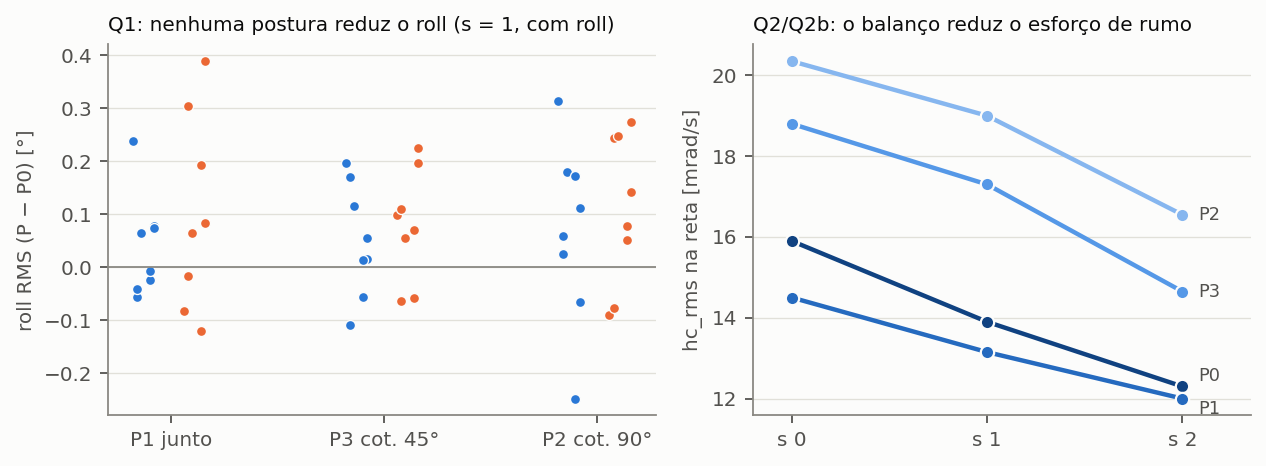 Q1: nenhuma postura reduz o roll (s = 1, com roll)
roll RMS (P − P0) [°]
0.4
0.3
0.2
0.1
0.0
−0.1
−0.2
P1 junto
P3 cot. 45°
P2 cot. 90°
Q2/Q2b: o balanço reduz o esforço de rumo
hc_rms na reta [mrad/s]
20
18
16
14
12
P2
P3
P0
P1
s 0
s 1
s 2